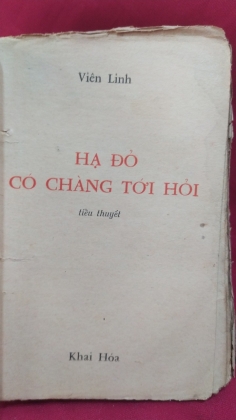 Viên Linh
HẠ ĐỎ
CÓ CHÀNG TỚI HỎI
tiểu thuyết
Khai Hóa